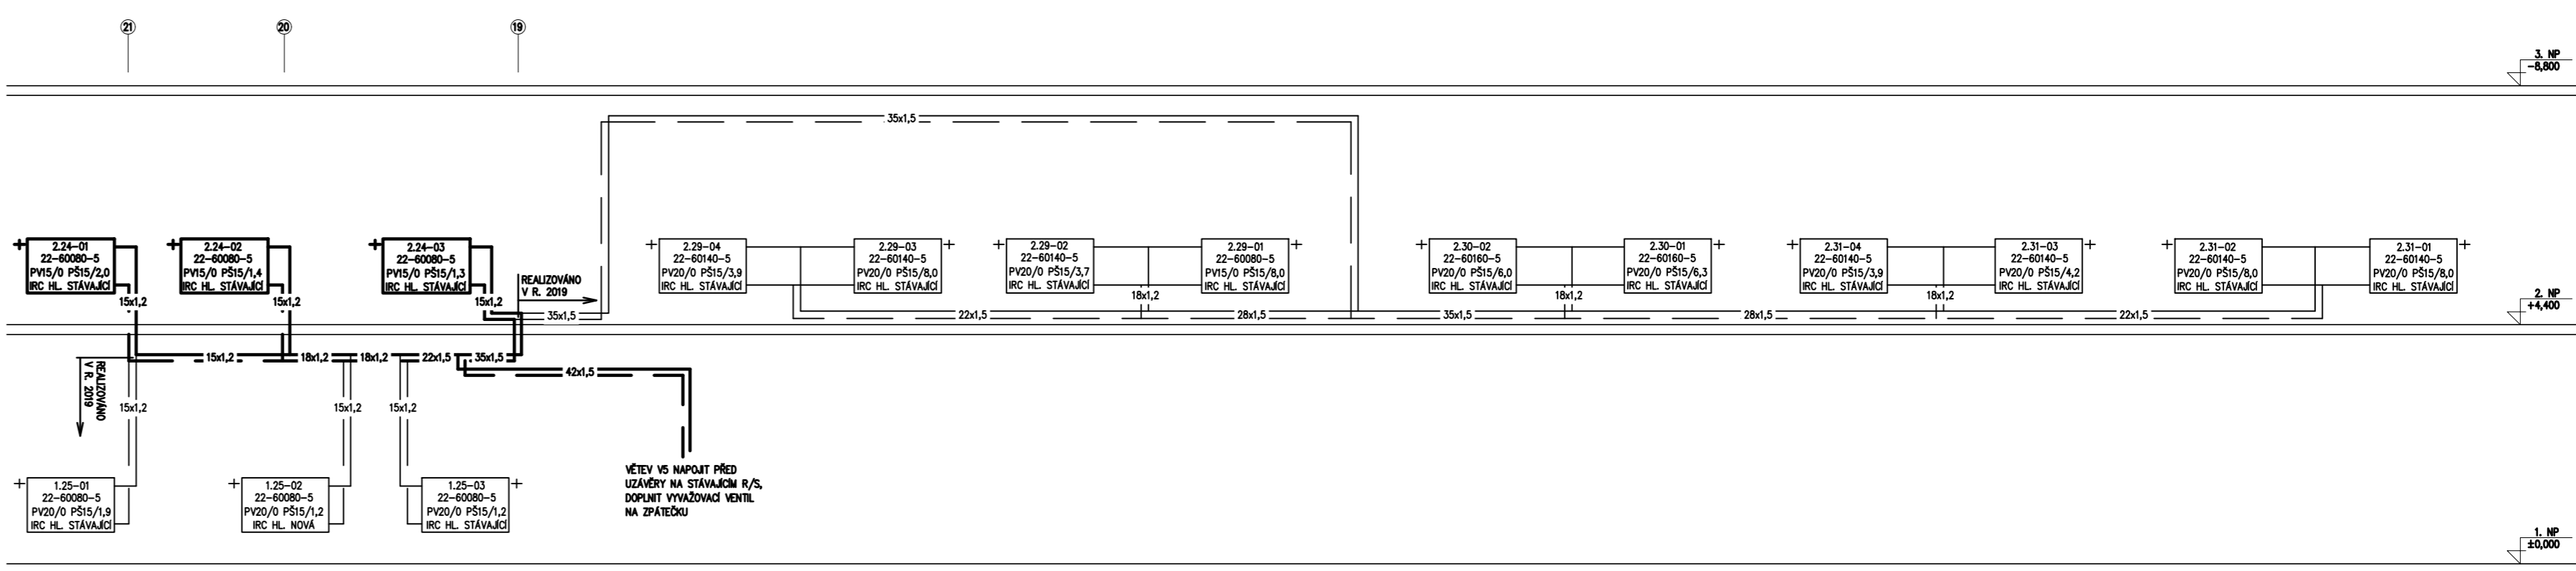 21
20
19
3. NP
-8,800
35x1,5
2.24-01
22-60080-5
PV15/0 PŠ15/2,0
IRC HL. STÁVAJÍCÍ
2.24-02
22-60080-5
PV15/0 PŠ15/1,4
IRC HL. STÁVAJÍCÍ
2.24-03
22-60080-5
PV15/0 PŠ15/1,3
IRC HL. STÁVAJÍCÍ
2.29-04
22-60140-5
PV20/0 PŠ15/3,9
IRC HL. STÁVAJÍCÍ
2.29-03
22-60140-5
PV20/0 PŠ15/8,0
IRC HL. STÁVAJÍCÍ
2.29-02
22-60140-5
PV20/0 PŠ15/3,7
IRC HL. STÁVAJÍCÍ
2.29-01
22-60080-5
PV15/0 PŠ15/8,0
IRC HL. STÁVAJÍCÍ
2.30-02
22-60160-5
PV20/0 PŠ15/6,0
IRC HL. STÁVAJÍCÍ
2.30-01
22-60160-5
PV20/0 PŠ15/6,3
IRC HL. STÁVAJÍCÍ
2.31-04
22-60140-5
PV20/0 PŠ15/3,9
IRC HL. STÁVAJÍCÍ
2.31-03
22-60140-5
PV20/0 PŠ15/4,2
IRC HL. STÁVAJÍCÍ
2.31-02
22-60140-5
PV20/0 PŠ15/8,0
IRC HL. STÁVAJÍCÍ
2.31-01
22-60140-5
PV20/0 PŠ15/8,0
IRC HL. STÁVAJÍCÍ
15x1,2
15x1,2
15x1,2
REALIZOVÁNO
V R. 2019
18x1,2
18x1,2
18x1,2
2. NP
+4,400
35x1,5
22x1,5
28x1,5
35x1,5
28x1,5
22x1,5
15x1,2
18x1,2
18x1,2
22x1,5
35x1,5
42x1,5
REALIZOVÁNO
V R. 2019
15x1,2
15x1,2
15x1,2
VĚTEV V5 NAPOJIT PŘED
UZÁVĚRY NA STÁVAJÍCÍM R/S,
DOPLNIT VYVAŽOVACÍ VENTIL
NA ZPÁTEČKU
1.25-01
22-60080-5
PV20/0 PŠ15/1,9
IRC HL. STÁVAJÍCÍ
1.25-02
22-60080-5
PV20/0 PŠ15/1,2
IRC HL. NOVÁ
1.25-03
22-60080-5
PV20/0 PŠ15/1,2
IRC HL. STÁVAJÍCÍ
1. NP
±0,000